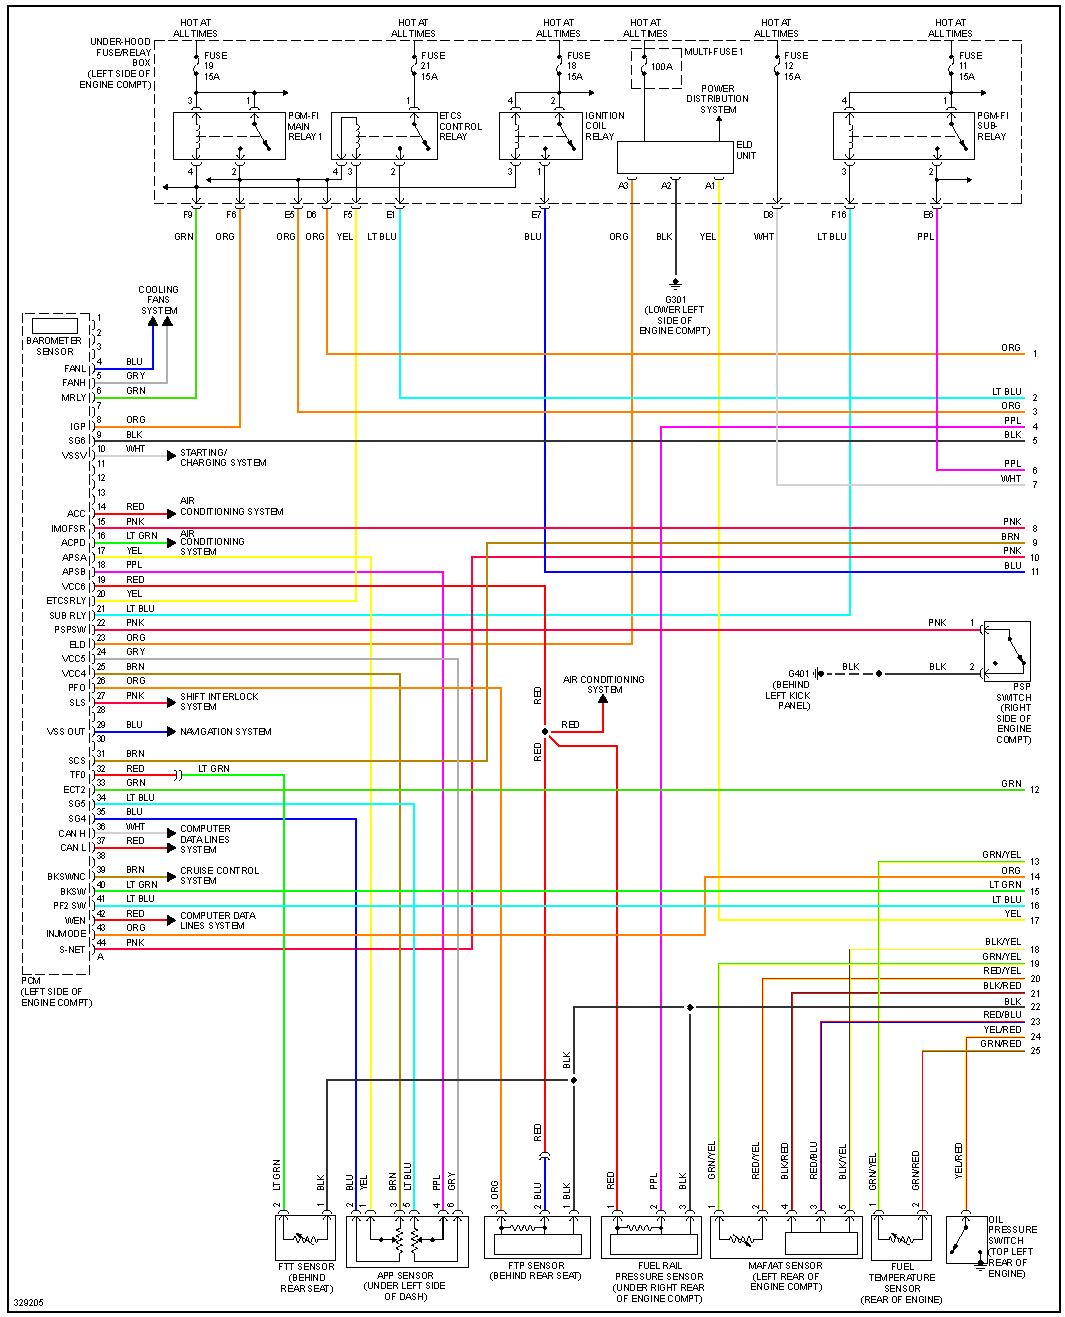 HOT AT
ALL TIMES
HOT AT
ALL TIMES
HOT AT
ALL TIMES
HOT AT
ALL TIMES
HOT AT
ALL TIMES
HOT AT
ALL TIMES
UNDER-HOOD
FUSE/RELAY
BOX
(LEFT SIDE OF
ENGINE COMPT)
FUSE
19
15A
FUSE
21
15A
FUSE
18
15A
MULTI-FUSE 1
100A
FUSE
12
15A
FUSE
11
15A
POWER
DISTRIBUTION
SYSTEM
3
1
1
4
2
4
1
PGM-FI
MAIN
RELAY 1
ETCS
CONTROL
RELAY
IGNITION
COIL
RELAY
ELD
UNIT
PGM-FI
SUB-
RELAY
4
2
4
3
2
3
1
A3
A2
A1
3
2
F9
F6
E5
D6
F5
E1
E7
D8
F16
E6
GRN
ORG
ORG
ORG
YEL
LT BLU
BLU
ORG
BLK
YEL
WHT
LT BLU
PPL
G301
(LOWER LEFT
SIDE OF
ENGINE COMPT)
COOLING
FANS
SYSTEM
BAROMETER
SENSOR
1
2
3
FANL 4 BLU
FANH 5 GRY
MRLY 6 GRN
7
IGP 8 ORG
SG6 9 BLK
VSSV 10 WHT
STARTING/
CHARGING SYSTEM
11
12
13
ACC 14 RED
AIR
CONDITIONING SYSTEM
IMOFSR 15 PNK
ACPD 16 LT GRN
AIR
CONDITIONING
SYSTEM
APSA 17 YEL
APSB 18 PPL
VCC6 19 RED
ETCSRLY 20 YEL
SUB RLY 21 LT BLU
PSPSW 22 PNK
ELD 23 ORG
VCC5 24 GRY
VCC4 25 BRN
PFO 26 ORG
SLS 27 PNK
SHIFT INTERLOCK
SYSTEM
28
VSS OUT 29 BLU
NAVIGATION SYSTEM
30
SCS 31 BRN
TF0 32 RED
LT GRN
ECT2 33 GRN
SG5 34 LT BLU
SG4 35 BLU
CAN H 36 WHT
CAN L 37 RED
COMPUTER
DATA LINES
SYSTEM
38
BKSWNC 39 BRN
CRUISE CONTROL
SYSTEM
BKSW 40 LT GRN
PF2 SW 41 LT BLU
WEN 42 RED
COMPUTER DATA
LINES SYSTEM
INJMODE 43 ORG
S-NET 44 PNK
A
PCM
(LEFT SIDE OF
ENGINE COMPT)
ORG 1
LT BLU 2
ORG 3
PPL 4
BLK 5
PPL 6
WHT 7
PNK 8
BRN 9
PNK 10
BLU 11
PNK 1
BLK BLK 2
G401
(BEHIND
LEFT KICK
PANEL)
PSP
SWITCH
(RIGHT
SIDE OF
ENGINE
COMPT)
AIR CONDITIONING
SYSTEM
RED
RED
RED
GRN 12
GRN/YEL 13
ORG 14
LT GRN 15
LT BLU 16
YEL 17
BLK/YEL 18
GRN/YEL 19
RED/YEL 20
BLK/RED 21
BLK 22
RED/BLU 23
YEL/RED 24
GRN/RED 25
BLK
RED
LT GRN
BLK
BLU
YEL
BRN
LT BLU
PPL
GRY
ORG
BLU
BLK
RED
PPL
BLK
GRN/YEL
RED/YEL
BLK/RED
RED/BLU
BLK/YEL
GRN/YEL
GRN/RED
YEL/RED
2
1
2
1
3
5
4
6
3
2
1
1
2
3
1
2
4
3
5
1
2
FTT SENSOR
(BEHIND
REAR SEAT)
APP SENSOR
(UNDER LEFT SIDE
OF DASH)
FTP SENSOR
(BEHIND REAR SEAT)
FUEL RAIL
PRESSURE SENSOR
(UNDER RIGHT REAR
OF ENGINE COMPT)
MAF/IAT SENSOR
(LEFT REAR OF
ENGINE COMPT)
FUEL
TEMPERATURE
SENSOR
(REAR OF ENGINE)
OIL
PRESSURE
SWITCH
(TOP LEFT
REAR OF
ENGINE)
329205